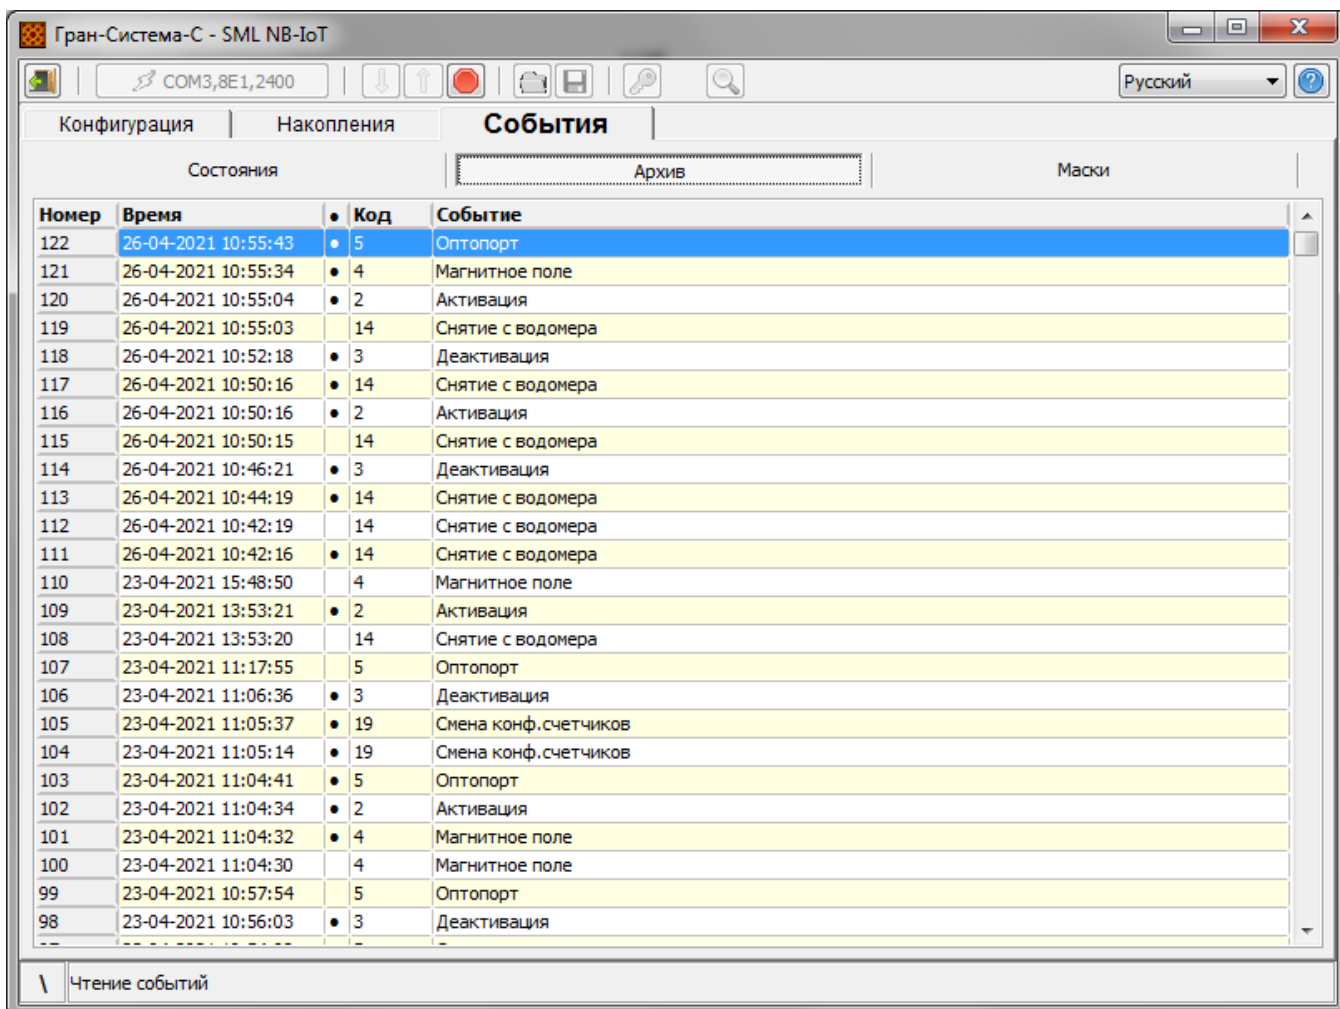 Гран-Система-С - SML NB-IoT
COM3,8E1,2400
Русский
Конфигурация Накопления События
Состояния Архив Маски
Номер Время • Код Событие
122 26-04-2021 10:55:43 • 5 Оптопорт
121 26-04-2021 10:55:34 • 4 Магнитное поле
120 26-04-2021 10:55:04 • 2 Активация
119 26-04-2021 10:55:03 14 Снятие с водомера
118 26-04-2021 10:52:18 • 3 Деактивация
117 26-04-2021 10:50:16 • 14 Снятие с водомера
116 26-04-2021 10:50:16 • 2 Активация
115 26-04-2021 10:50:15 14 Снятие с водомера
114 26-04-2021 10:46:21 • 3 Деактивация
113 26-04-2021 10:44:19 • 14 Снятие с водомера
112 26-04-2021 10:42:19 14 Снятие с водомера
111 26-04-2021 10:42:16 • 14 Снятие с водомера
110 23-04-2021 15:48:50 4 Магнитное поле
109 23-04-2021 13:53:21 • 2 Активация
108 23-04-2021 13:53:20 14 Снятие с водомера
107 23-04-2021 11:17:55 5 Оптопорт
106 23-04-2021 11:06:36 • 3 Деактивация
105 23-04-2021 11:05:37 • 19 Смена конф.счетчиков
104 23-04-2021 11:05:14 • 19 Смена конф.счетчиков
103 23-04-2021 11:04:41 • 5 Оптопорт
102 23-04-2021 11:04:34 • 2 Активация
101 23-04-2021 11:04:32 • 4 Магнитное поле
100 23-04-2021 11:04:30 4 Магнитное поле
99 23-04-2021 10:57:54 5 Оптопорт
98 23-04-2021 10:56:03 • 3 Деактивация
\ Чтение событий